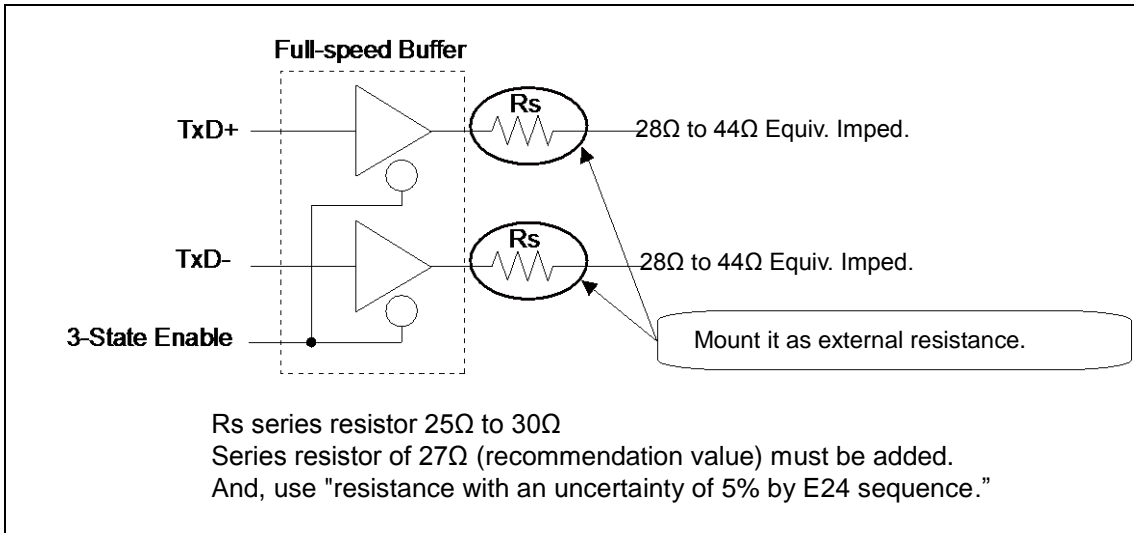 Full-speed Buffer
Rs
TxD+
28Ω to 44Ω Equiv. Imped.
Rs
TxD-
28Ω to 44Ω Equiv. Imped.
3-State Enable
Mount it as external resistance.
Rs series resistor 25Ω to 30Ω
Series resistor of 27Ω (recommendation value) must be added.
And, use "resistance with an uncertainty of 5% by E24 sequence.”